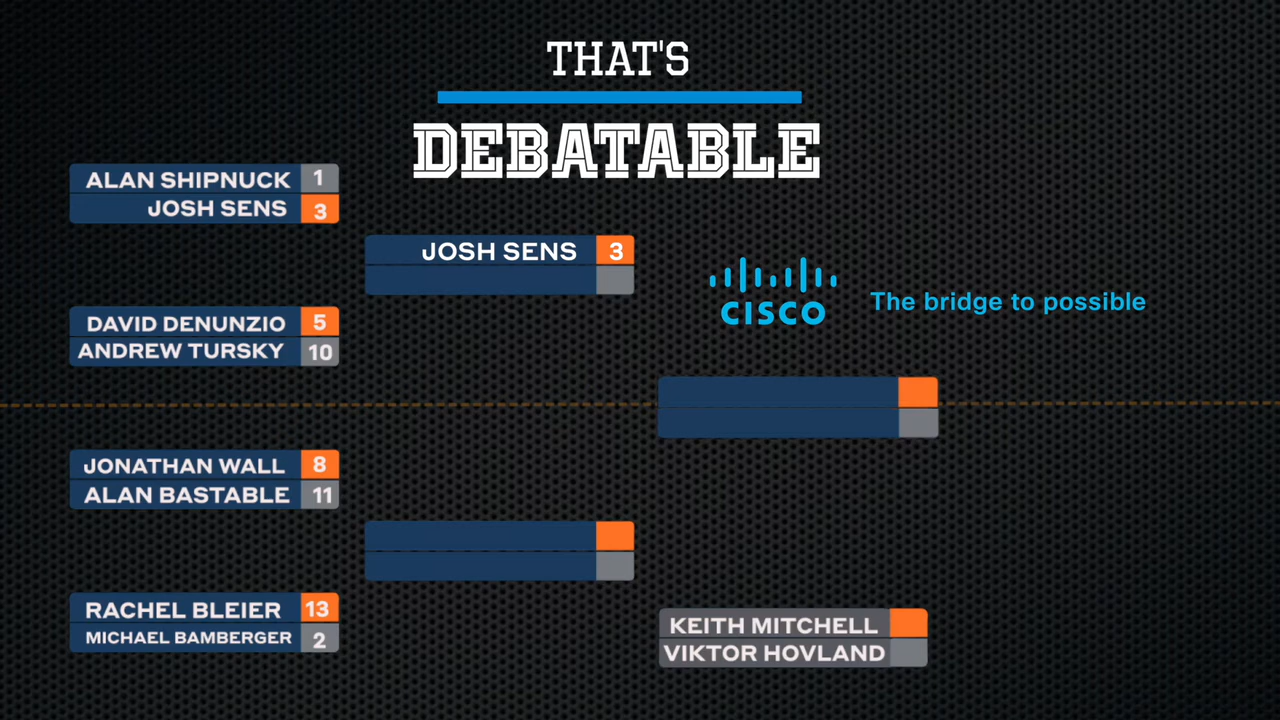 THAT'S
DEBATABLE
ALAN SHIPNUCK 1
JOSH SENS 3
JOSH SENS 3
CISCO
The bridge to possible
DAVID DENUNZIO 5
ANDREW TURSKY 10
JONATHAN WALL 8
ALAN BASTABLE 11
RACHEL BLEIER 13
MICHAEL BAMBERGER 2
KEITH MITCHELL
VIKTOR HOVLAND